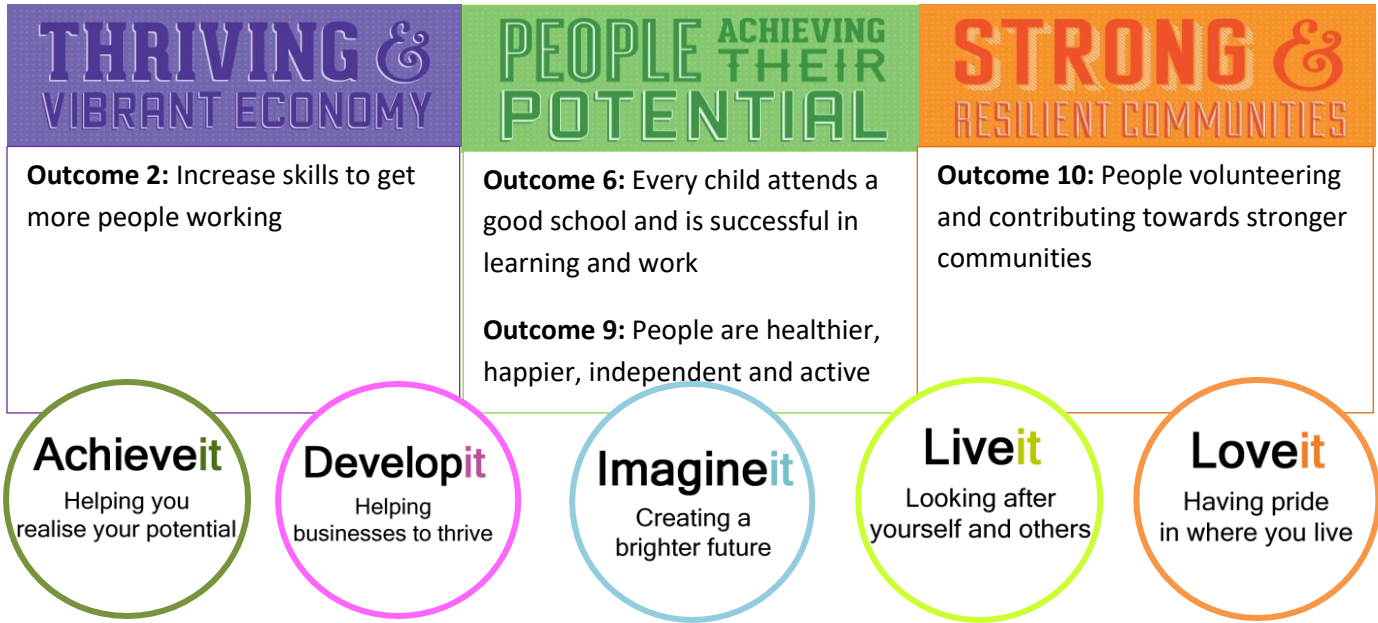 THRIVING &
VIBRANT ECONOMY
PEOPLE ACHIEVING THEIR
POTENTIAL
STRONG &
RESILIENT COMMUNITIES
Outcome 2: Increase skills to get
more people working
Outcome 6: Every child attends a
good school and is successful in
learning and work
Outcome 9: People are healthier,
happier, independent and active
Outcome 10: People volunteering
and contributing towards stronger
communities
Achieveit
Helping you
realise your potential
Developit
Helping
businesses to thrive
Imagineit
Creating a
brighter future
Liveit
Looking after
yourself and others
Loveit
Having pride
in where you live